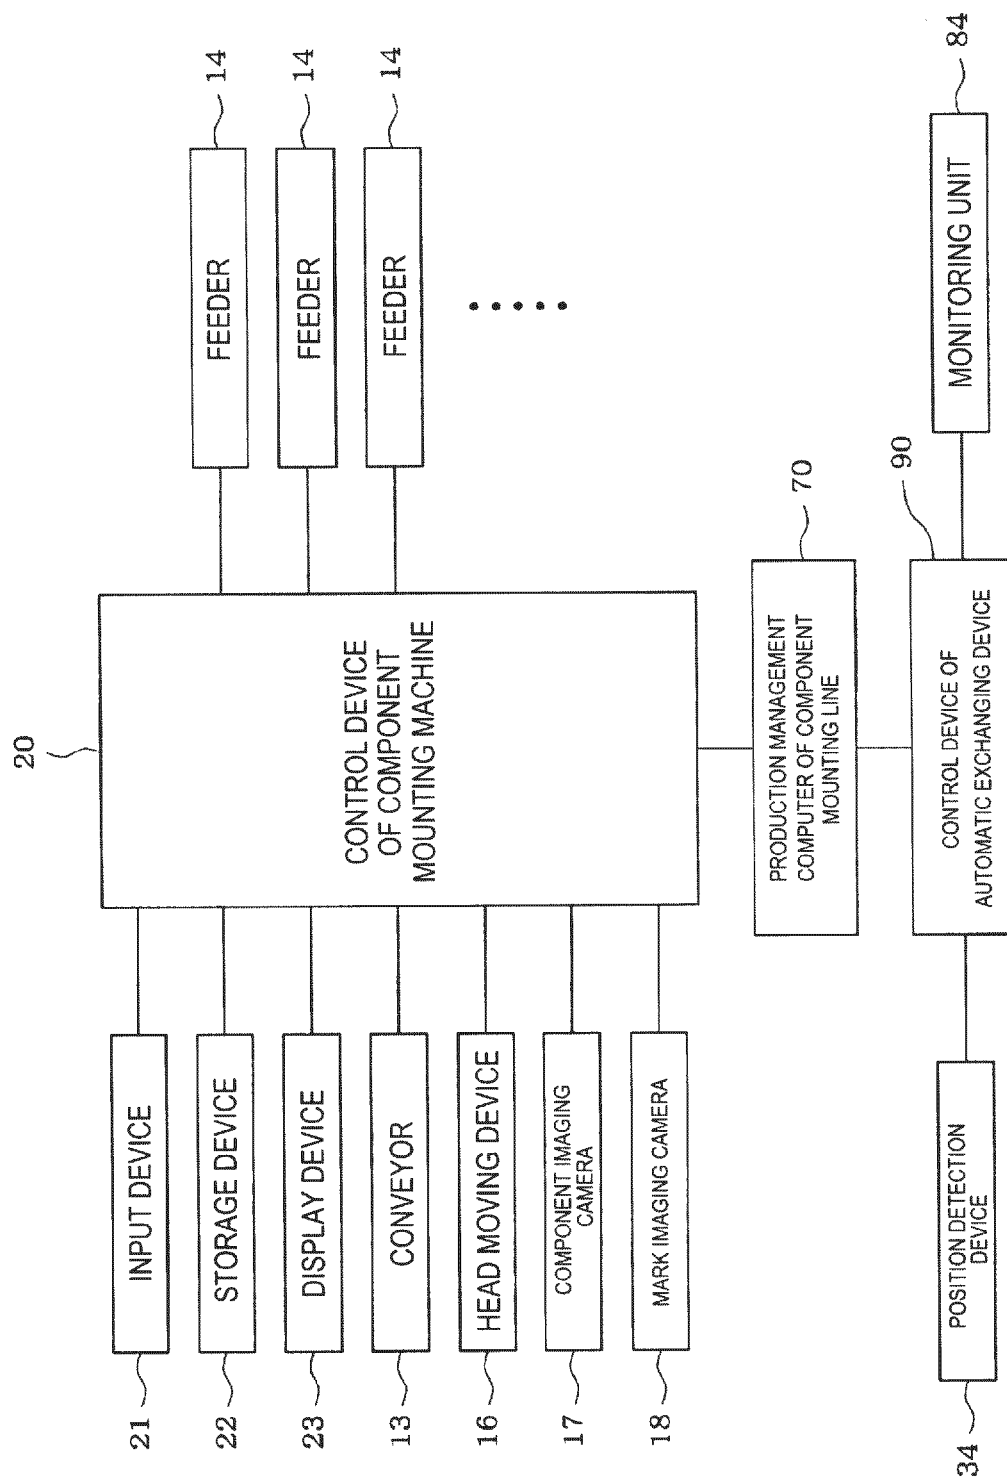 20
CONTROL DEVICE
OF COMPONENT
MOUNTING MACHINE
21
INPUT DEVICE
22
STORAGE DEVICE
23
DISPLAY DEVICE
13
CONVEYOR
16
HEAD MOVING DEVICE
17
COMPONENT IMAGING
CAMERA
18
MARK IMAGING CAMERA
FEEDER
14
FEEDER
14
FEEDER
14
70
PRODUCTION MANAGEMENT
COMPUTER OF COMPONENT
MOUNTING LINE
90
CONTROL DEVICE OF
AUTOMATIC EXCHANGING DEVICE
34
POSITION DETECTION
DEVICE
MONITORING UNIT
84